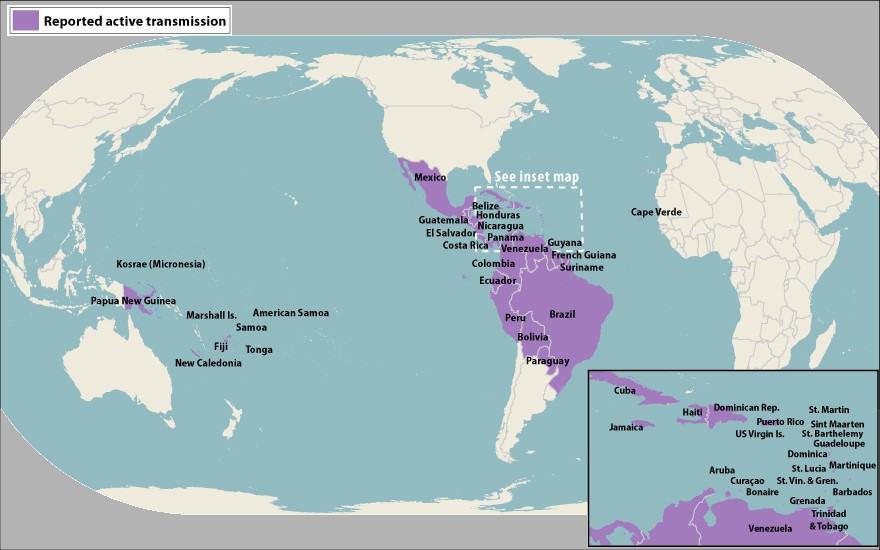 Reported active transmission
See inset map
Mexico
Belize
Guatemala
Honduras
Nicaragua
El Salvador
Panama
Costa Rica
Venezuela
Guyana
French Guiana
Suriname
Colombia
Ecuador
Peru
Brazil
Bolivia
Paraguay
Cape Verde
Kosrae (Micronesia)
Papua New Guinea
Marshall Is.
American Samoa
Samoa
Fiji
Tonga
New Caledonia
Cuba
Haiti
Dominican Rep.
St. Martin
Jamaica
Puerto Rico
Sint Maarten
US Virgin Is.
St. Barthelemy
Guadeloupe
Dominica
Martinique
Aruba
St. Lucia
Curaçao
St. Vin. & Gren.
Bonaire
Barbados
Grenada
Trinidad
& Tobago
Venezuela